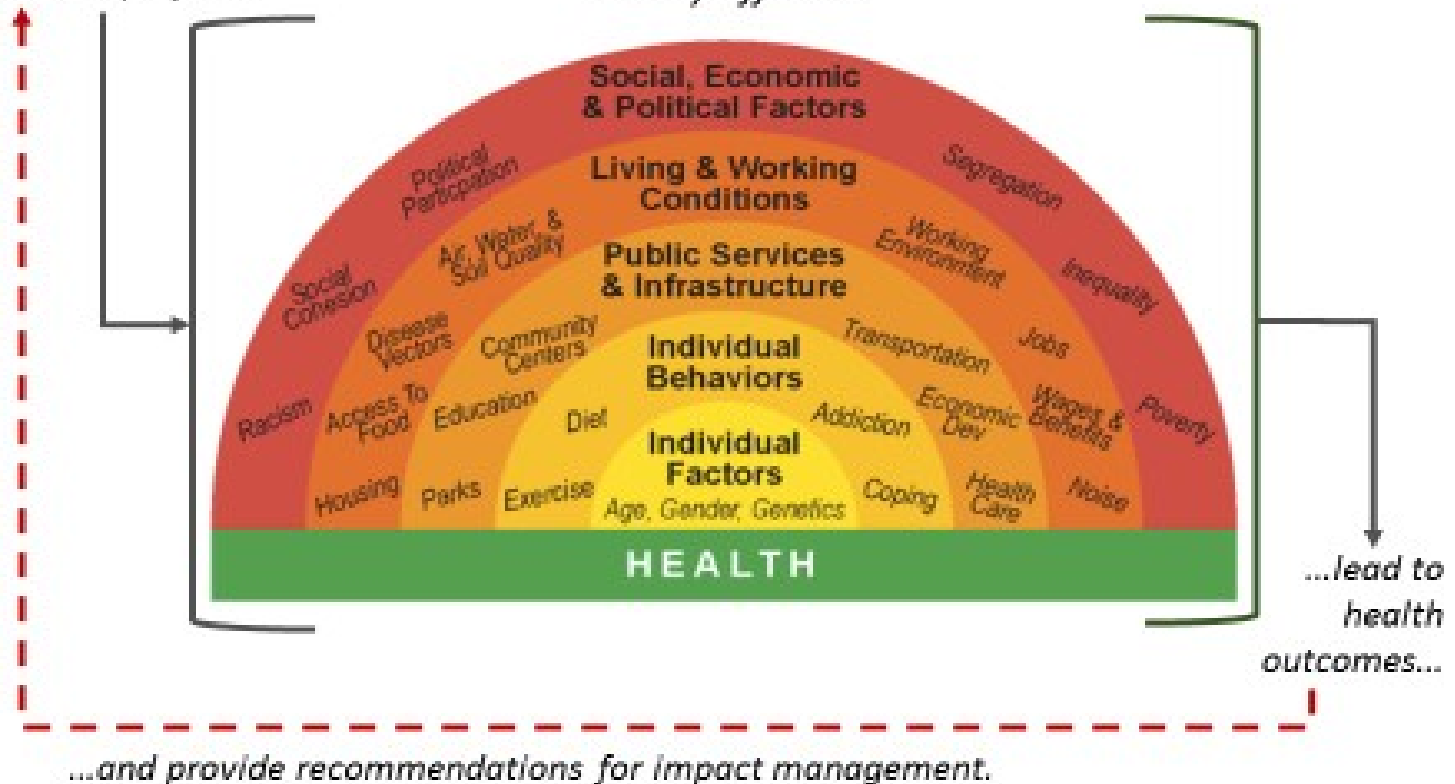 Social, Economic
& Political Factors
Political
Particpation
Segregation
Social
Cohesion
Inequality
Racism
Poverty
Living & Working
Conditions
Air, Water, &
Soil Quality
Working
Environment
Disease
Vectors
Jobs
Access To
Food
Wages &
Benefits
Housing
Noise
Public Services
& Infrastructure
Community
Centers
Transportation
Education
Economic
Dev
Parks
Health
Care
Individual
Behaviors
Diet
Addiction
Exercise
Coping
Individual
Factors
Age, Gender, Genetics
HEALTH
...lead to
health
outcomes...
...and provide recommendations for impact management.